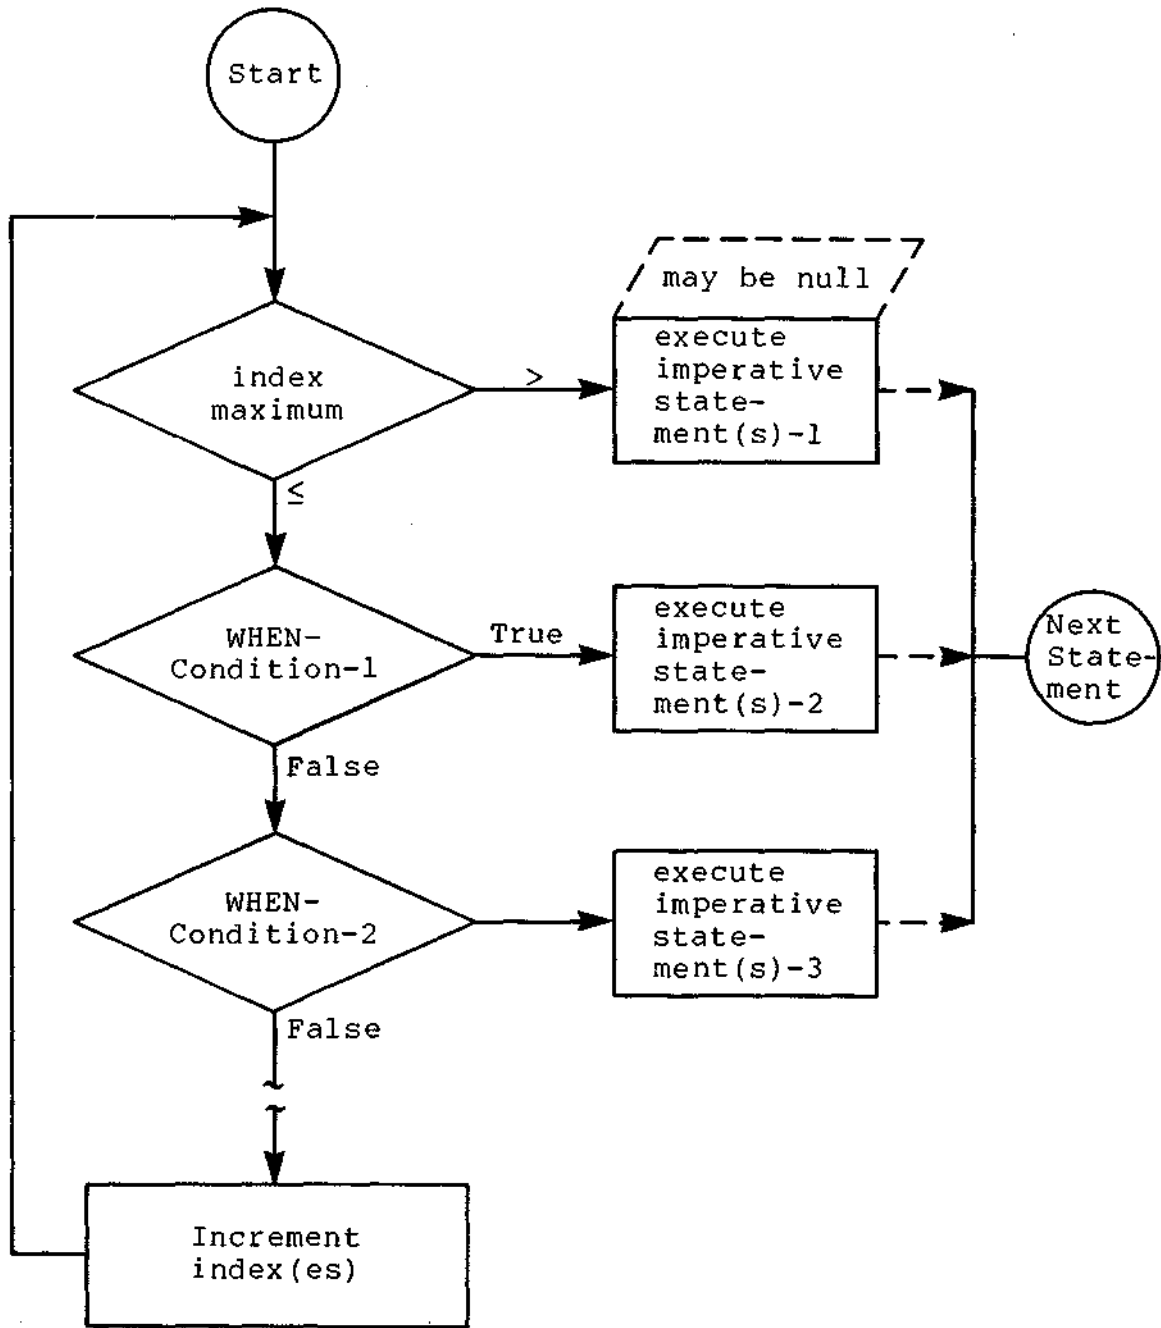 Start
may be null
index
maximum
>
execute
imperative
state-
ment(s)-1
≤
WHEN-
Condition-1
True
execute
imperative
state-
ment(s)-2
Next
State-
ment
False
WHEN-
Condition-2
execute
imperative
state-
ment(s)-3
False
Increment
index(es)